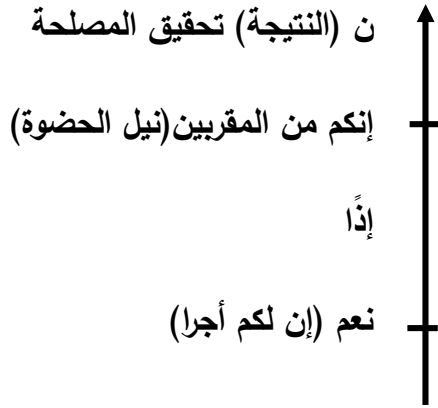 ن (النتيجة) تحقيق المصلحة
إنكم من المقربين(نيل الحضوة)
إذًا
نعم (إن لكم أجرا)